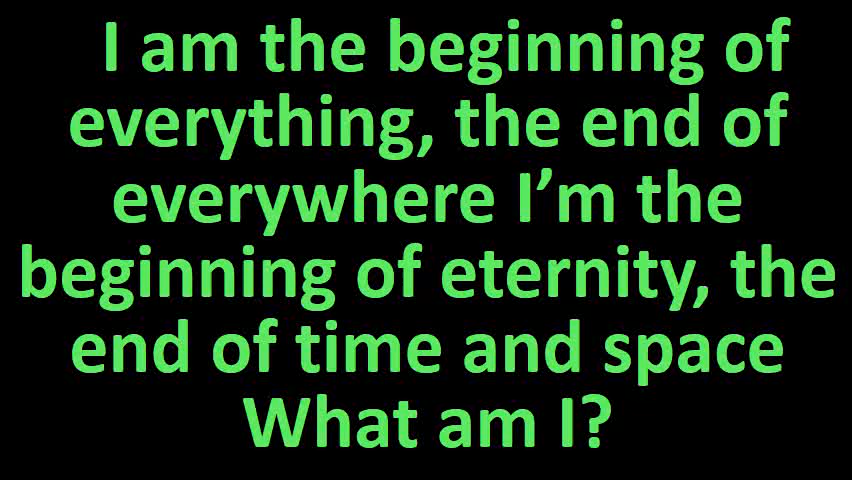 I am the beginning of
everything, the end of
everywhere I’m the
beginning of eternity, the
end of time and space
What am I?